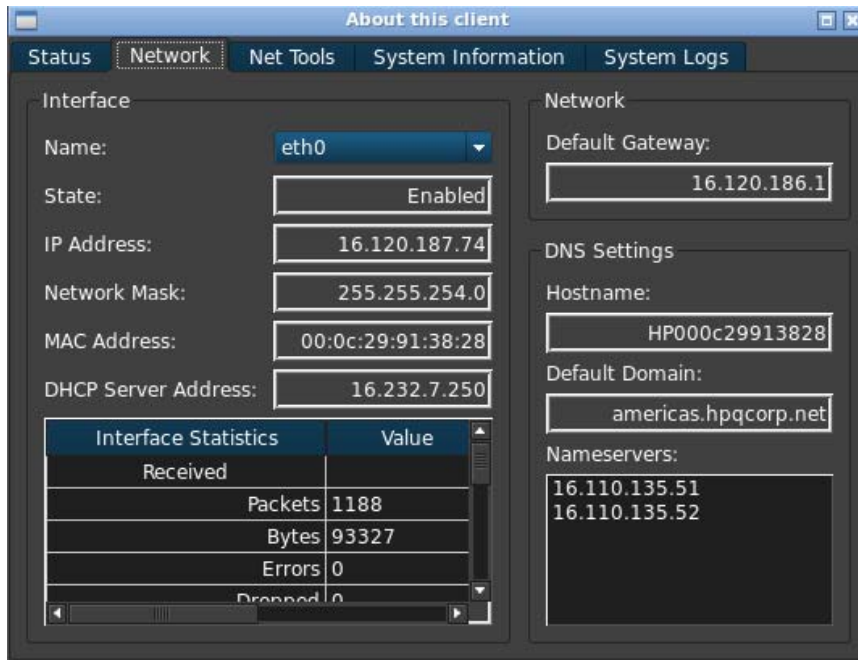 About this client
Status Network Net Tools System Information System Logs
Interface
Name: eth0
State: Enabled
IP Address: 16.120.187.74
Network Mask: 255.255.254.0
MAC Address: 00:0c:29:91:38:28
DHCP Server Address: 16.232.7.250
Interface Statistics Value
Received
Packets 1188
Bytes 93327
Errors 0
Dropped 0
Network
Default Gateway:
16.120.186.1
DNS Settings
Hostname:
HP000c29913828
Default Domain:
americas.hpqcorp.net
Nameservers:
16.110.135.51
16.110.135.52